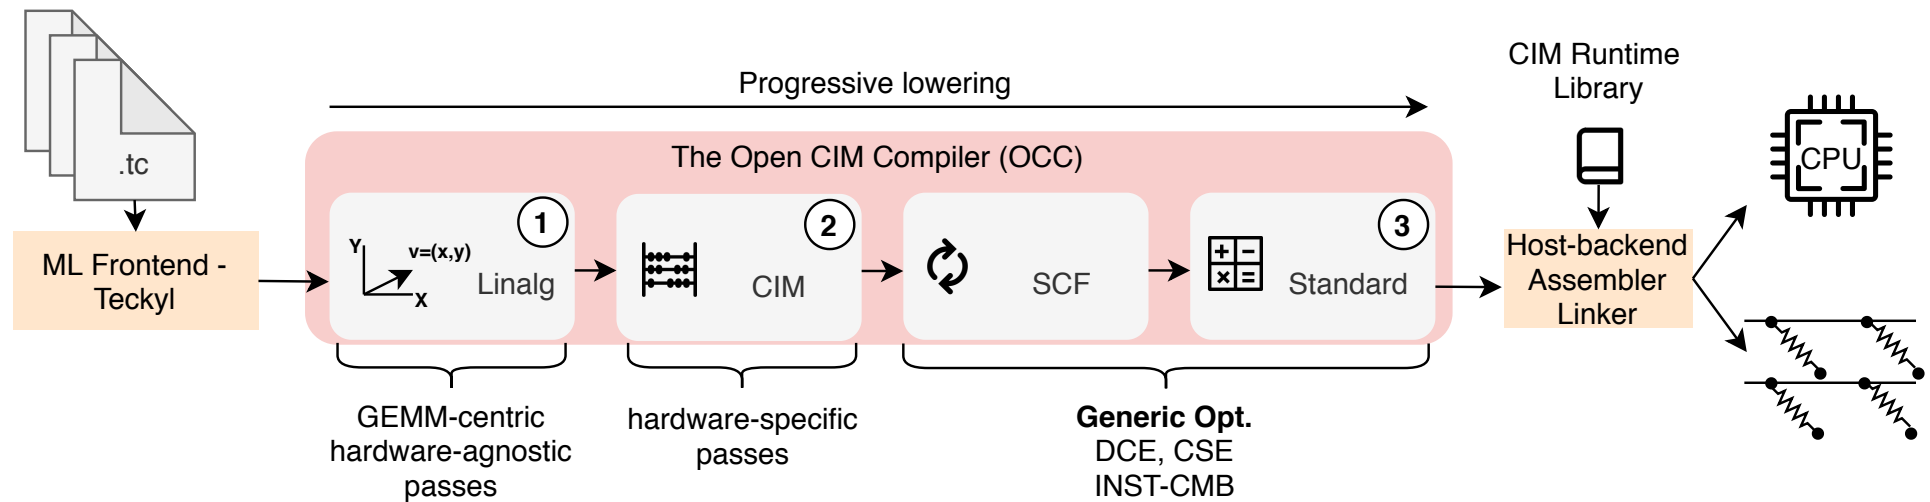 .tc
ML Frontend -
Teckyl
Progressive lowering
The Open CIM Compiler (OCC)
1
Y
v=(x,y)
X
Linalg
2
CIM
SCF
3
+ −
× =
Standard
GEMM-centric
hardware-agnostic
passes
hardware-specific
passes
Generic Opt.
DCE, CSE
INST-CMB
CIM Runtime
Library
Host-backend
Assembler
Linker
CPU